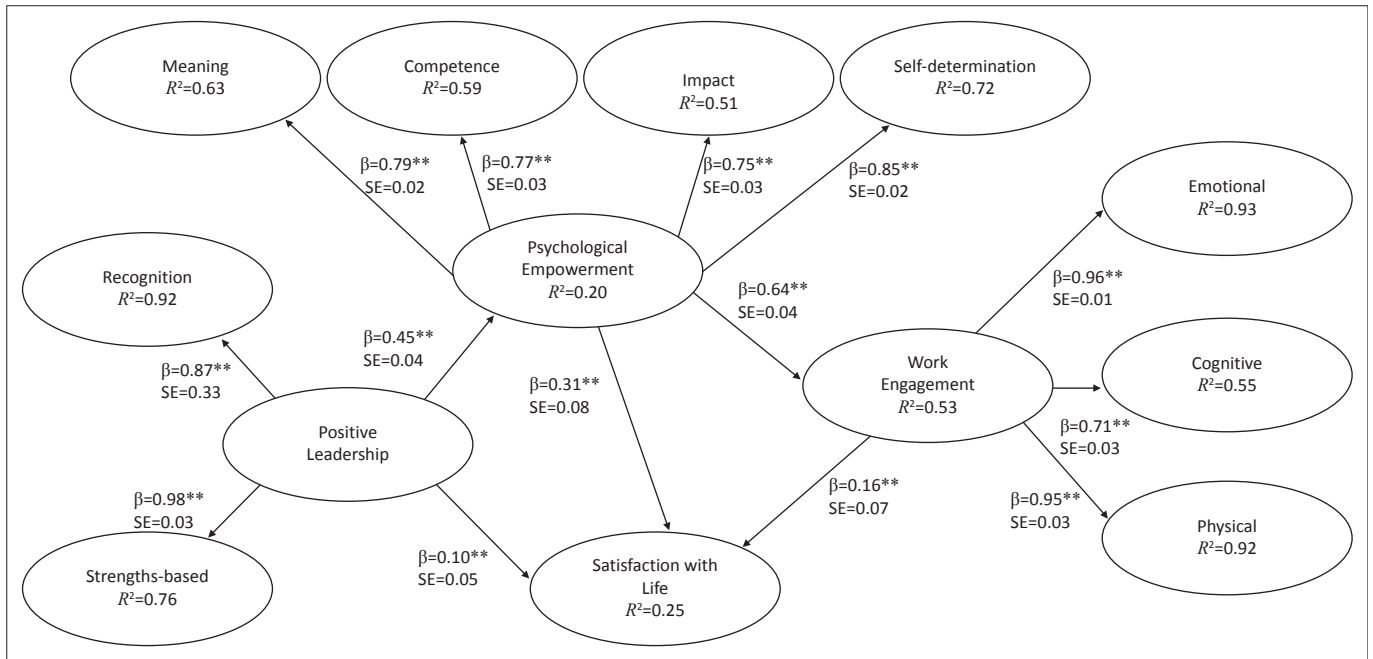 Meaning
R²=0.63
Competence
R²=0.59
Impact
R²=0.51
Self-determination
R²=0.72
β=0.79**
SE=0.02
β=0.77**
SE=0.03
β=0.75**
SE=0.03
β=0.85**
SE=0.02
Emotional
R²=0.93
Psychological
Empowerment
R²=0.20
Recognition
R²=0.92
β=0.96**
SE=0.01
β=0.64**
SE=0.04
β=0.45**
SE=0.04
β=0.87**
SE=0.33
Work
Engagement
R²=0.53
Cognitive
R²=0.55
β=0.31**
SE=0.08
Positive
Leadership
β=0.71**
SE=0.03
β=0.98**
SE=0.03
β=0.16**
SE=0.07
β=0.95**
SE=0.03
Physical
R²=0.92
β=0.10**
SE=0.05
Strengths-based
R²=0.76
Satisfaction with
Life
R²=0.25